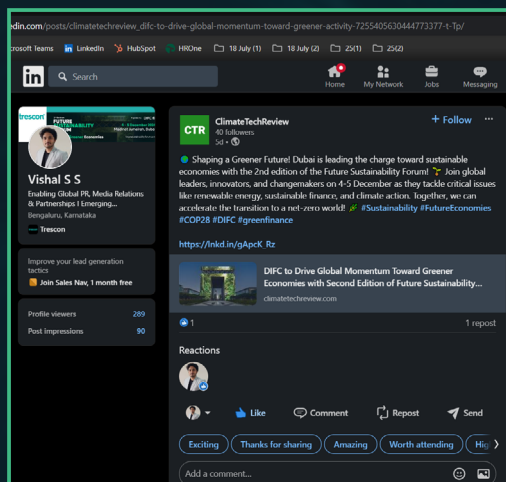 edin.com/posts/climatetechreview_difc-to-drive-global-momentum-toward-greener-activity-7255405630444773377-t-Tp/
crosoft Teams LinkedIn HubSpot HROne 18 July (1) 18 July (2) 25(1) 25(2)
in Search Home My Network Jobs Messaging
trescon
FUTURE
SUSTAINABILITY
Vishal S S
Enabling Global PR, Media Relations
& Partnerships I Emerging...
Bengaluru, Karnataka
Trescon
Improve your lead generation
tactics
Join Sales Nav, 1 month free
Profile viewers 289
Post impressions 90
CTR
ClimateTechReview
40 followers
5d •
+ Follow
Shaping a Greener Future! Dubai is leading the charge toward sustainable
economies with the 2nd edition of the Future Sustainability Forum! Join global
leaders, innovators, and changemakers on 4-5 December as they tackle critical issues
like renewable energy, sustainable finance, and climate action. Together, we can
accelerate the transition to a net-zero world! #Sustainability #FutureEconomies
#COP28 #DIFC #greenfinance
https://lnkd.in/gApcK_Rz
DIFC to Drive Global Momentum Toward Greener
Economies with Second Edition of Future Sustainability...
climatetechreview.com
1 1 repost
Reactions
Like Comment Repost Send
Exciting Thanks for sharing Amazing Worth attending Hig
Add a comment...